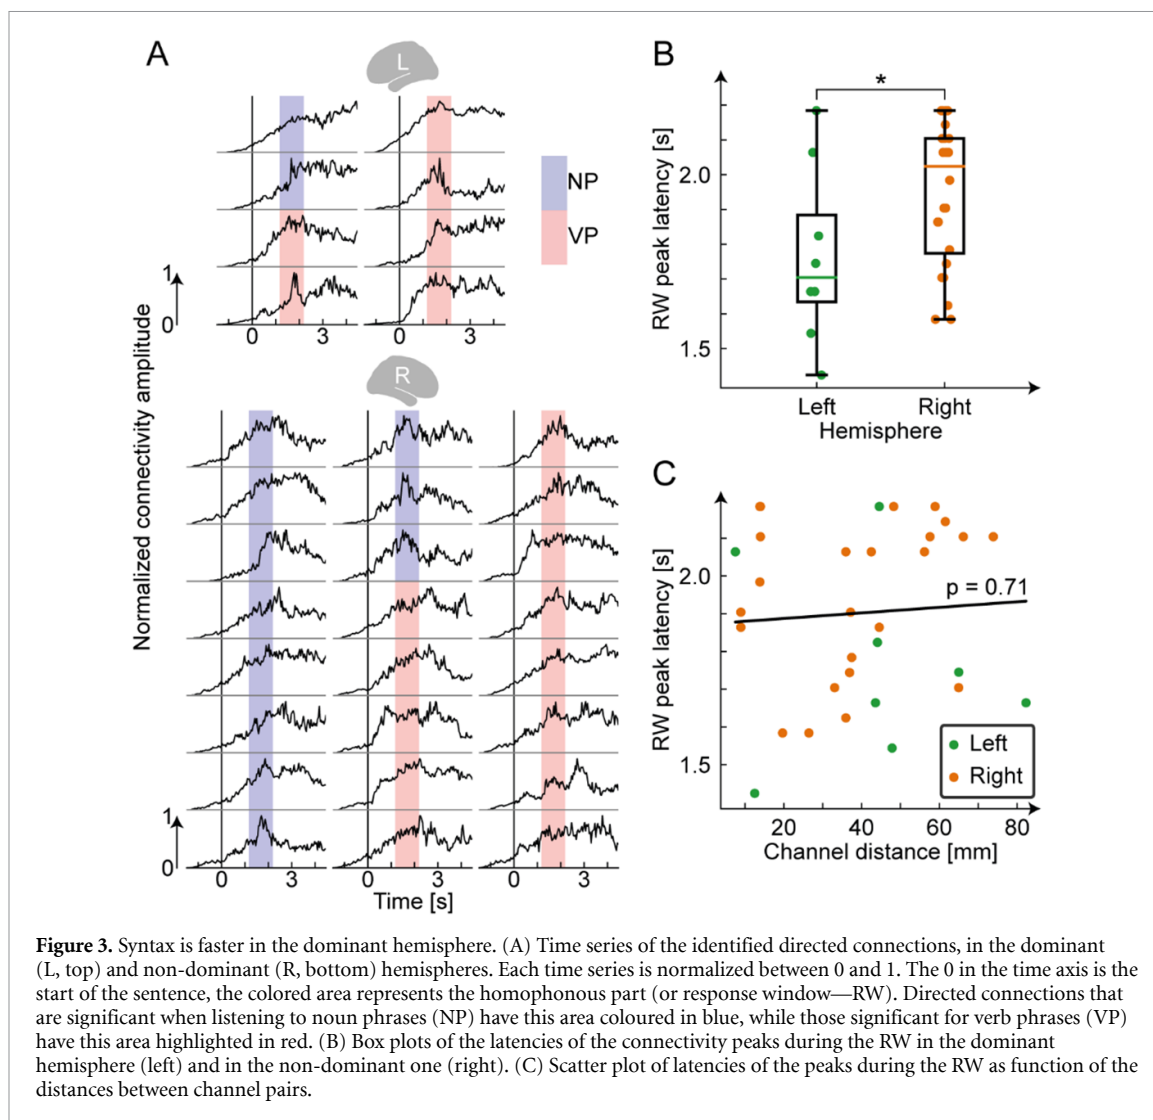 A
L
NP
VP
1
0
0
3
0
3
Normalized connectivity amplitude
R
1
0
0
3
0
3
0
3
Time [s]
B
*
RW peak latency [s]
2.0
1.5
Left
Right
Hemisphere
C
RW peak latency [s]
2.0
1.5
p = 0.71
Left
Right
20
40
60
80
Channel distance [mm]
Figure 3. Syntax is faster in the dominant hemisphere. (A) Time series of the identified directed connections, in the dominant
(L, top) and non-dominant (R, bottom) hemispheres. Each time series is normalized between 0 and 1. The 0 in the time axis is the
start of the sentence, the colored area represents the homophonous part (or response window—RW). Directed connections that
are significant when listening to noun phrases (NP) have this area coloured in blue, while those significant for verb phrases (VP)
have this area highlighted in red. (B) Box plots of the latencies of the connectivity peaks during the RW in the dominant
hemisphere (left) and in the non-dominant one (right). (C) Scatter plot of latencies of the peaks during the RW as function of the
distances between channel pairs.